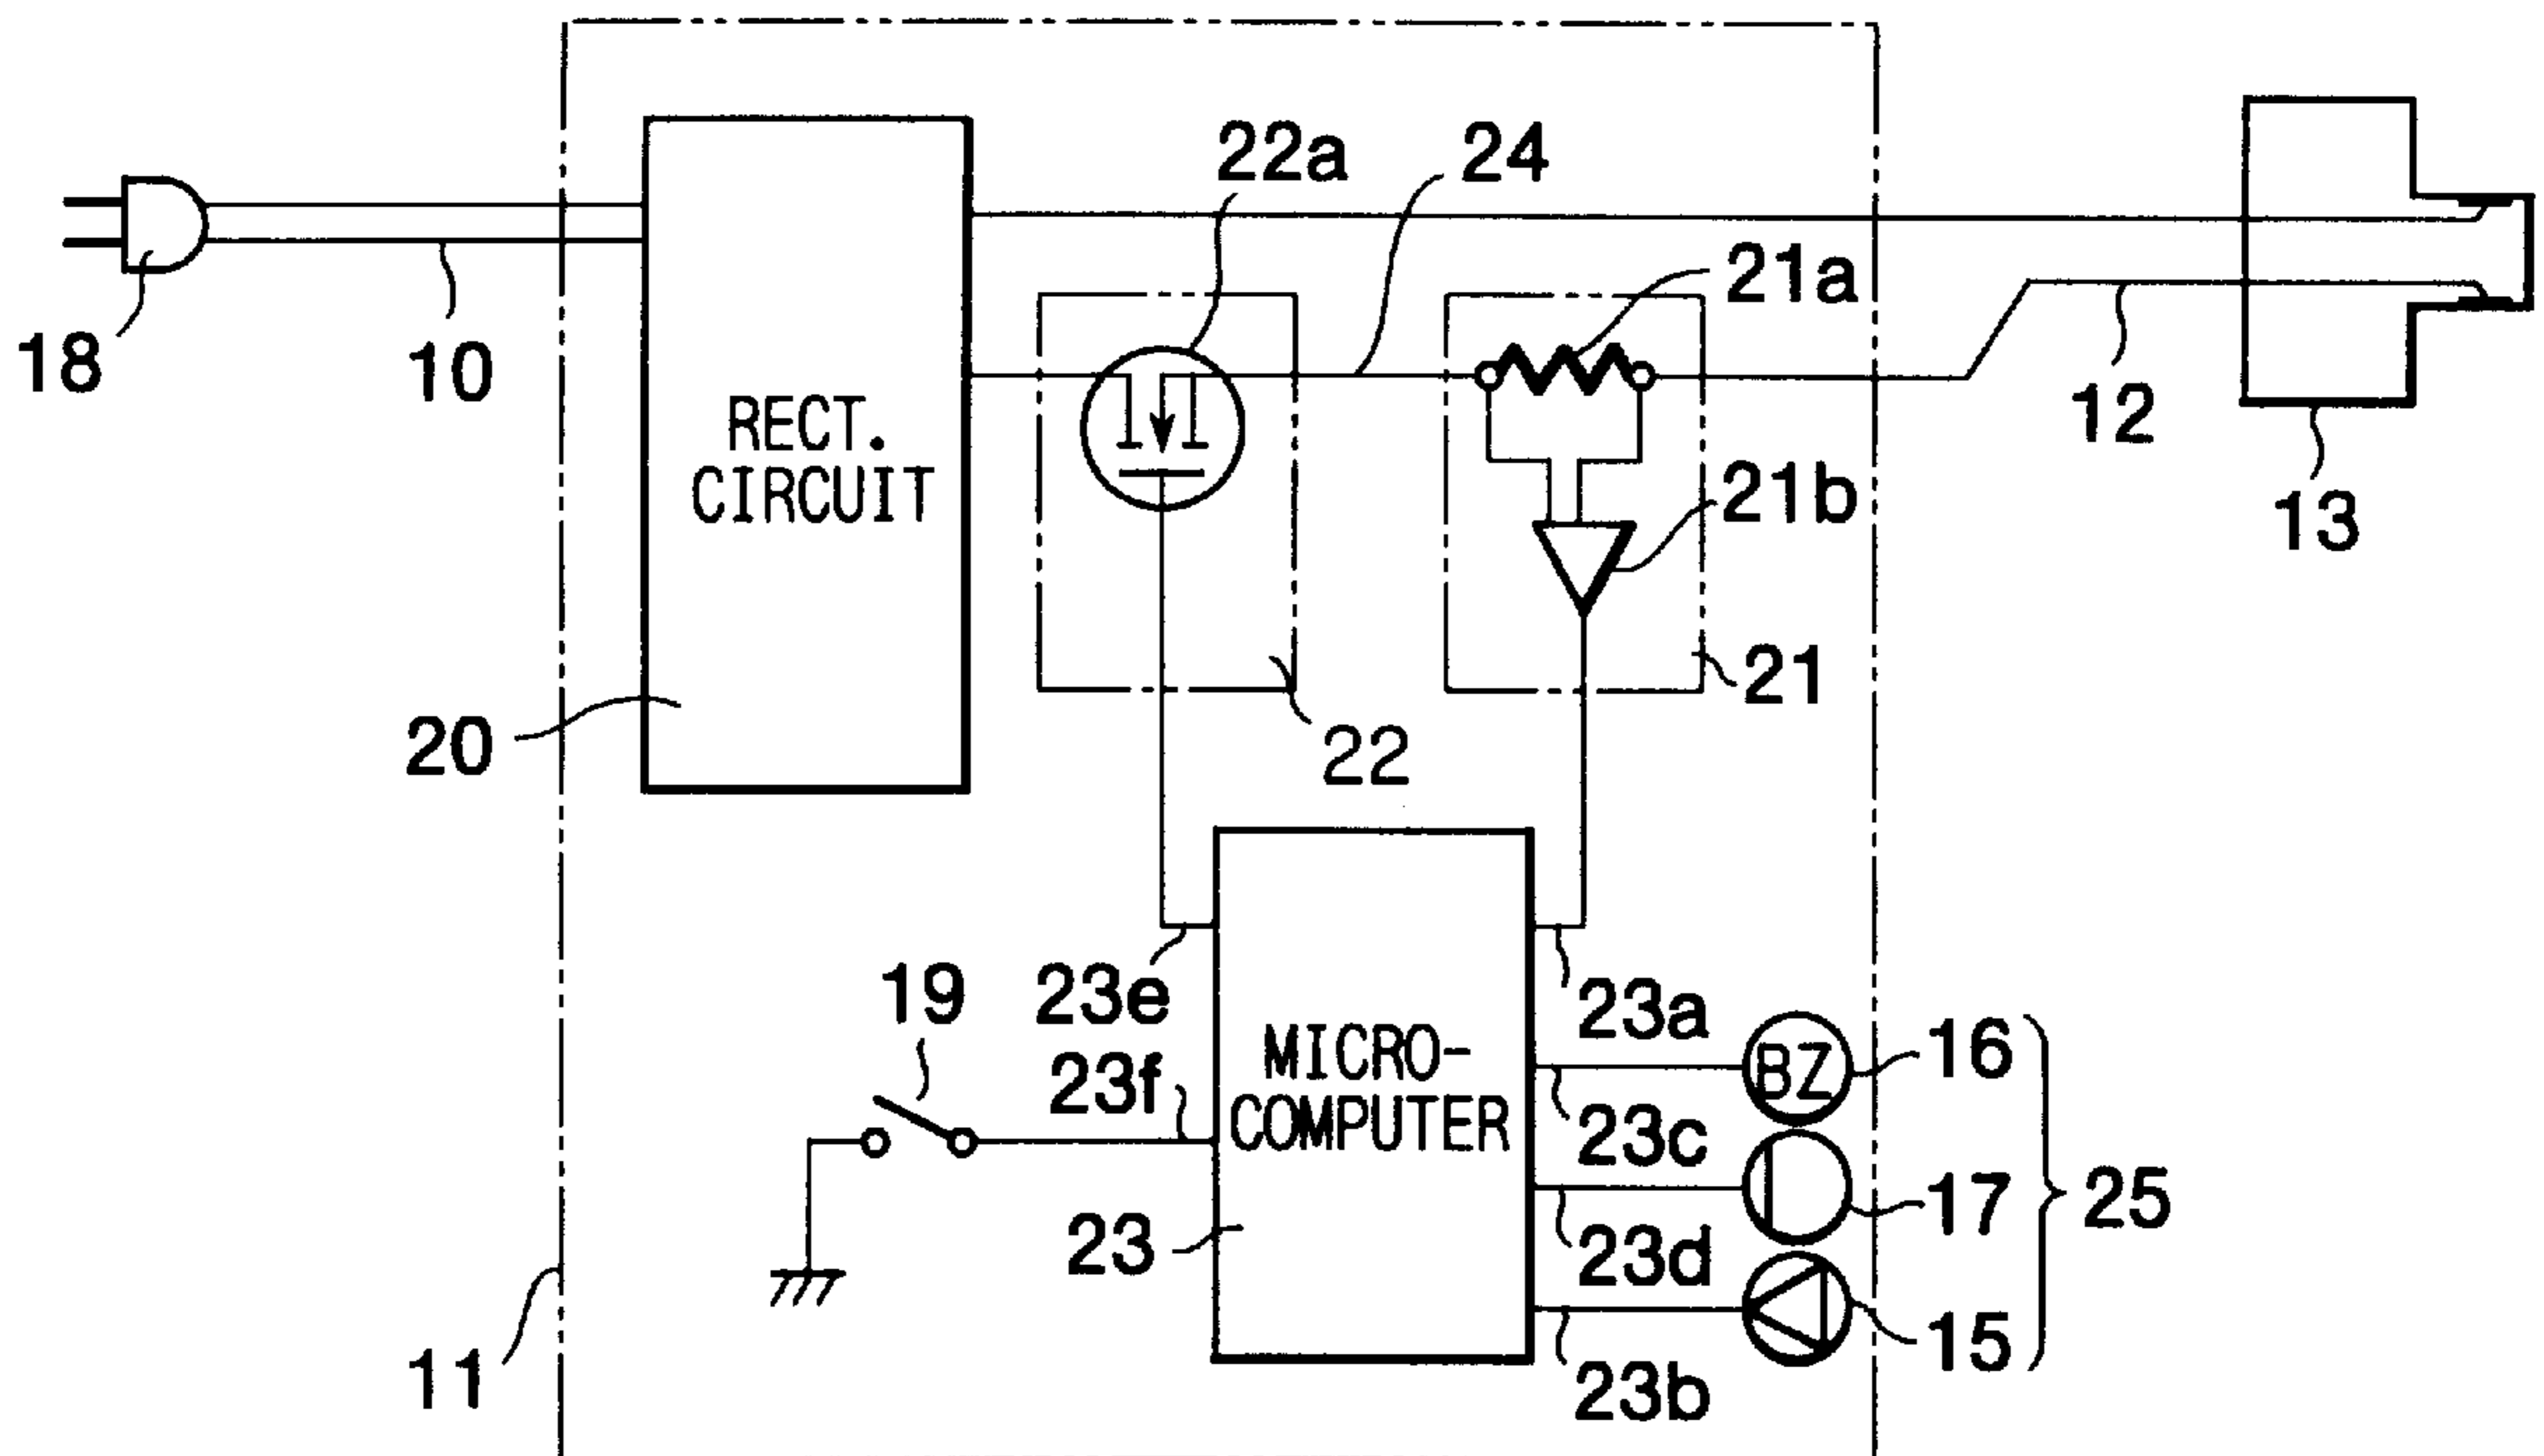 22a
24
21a
18
10
RECT.
CIRCUIT
12
21b
13
21
20
22
23e
23a
19
MICRO-
COMPUTER
BZ
16
23f
23c
17
25
23
23d
15
11
23b